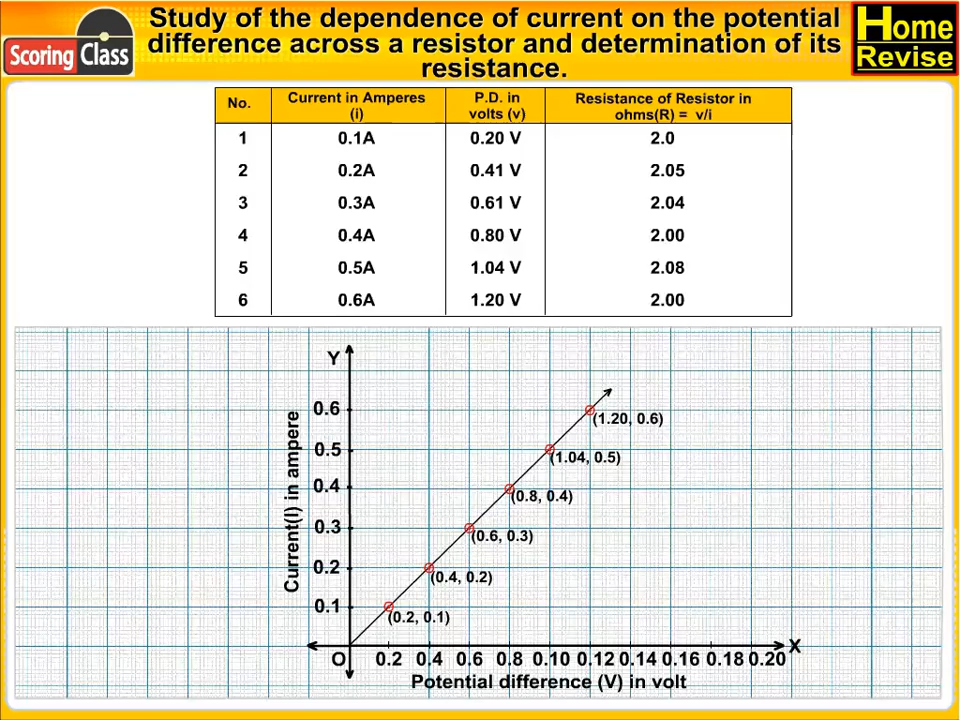 Study of the dependence of current on the potential
difference across a resistor and determination of its
resistance.
Scoring Class
Home
Revise
No. Current in Amperes (i) P.D. in volts (v) Resistance of Resistor in ohms(R) = v/i
1 0.1A 0.20 V 2.0
2 0.2A 0.41 V 2.05
3 0.3A 0.61 V 2.04
4 0.4A 0.80 V 2.00
5 0.5A 1.04 V 2.08
6 0.6A 1.20 V 2.00
Y
0.6
(1.20, 0.6)
0.5
(1.04, 0.5)
0.4
(0.8, 0.4)
0.3
(0.6, 0.3)
0.2
(0.4, 0.2)
0.1
(0.2, 0.1)
Current(I) in ampere
X
O 0.2 0.4 0.6 0.8 0.10 0.12 0.14 0.16 0.18 0.20
Potential difference (V) in volt